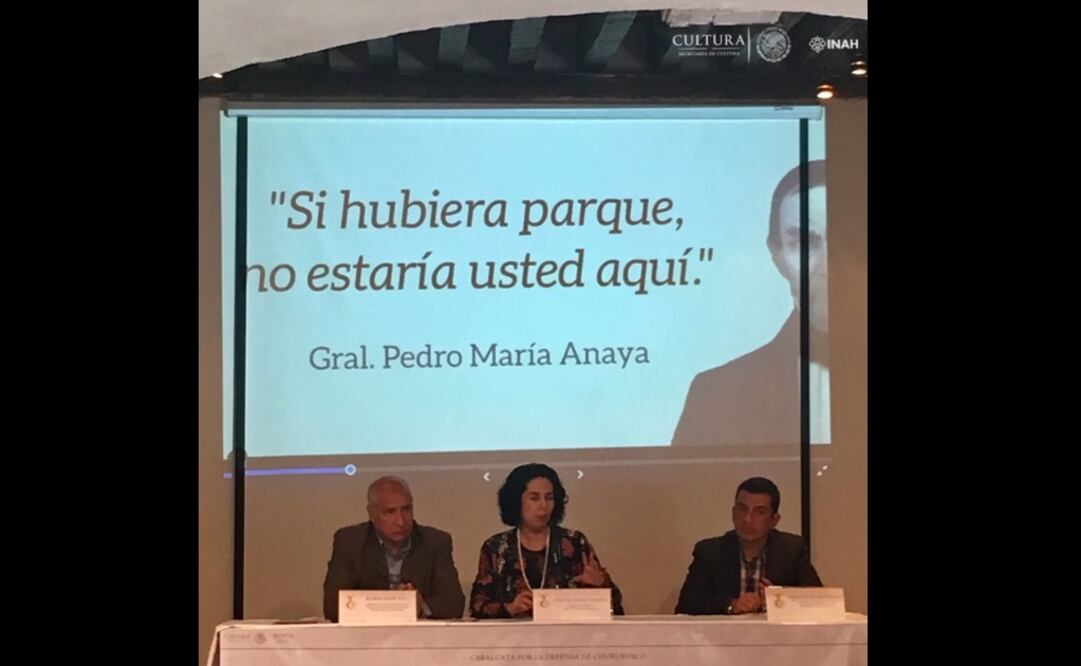 CULTURA
SECRETARÍA DE CULTURA
INAH
"Si hubiera parque,
no estaría usted aquí."
Gral. Pedro María Anaya
CULTURA
CABALGATA POR LA DEFENSA DE CHURUBUSCO